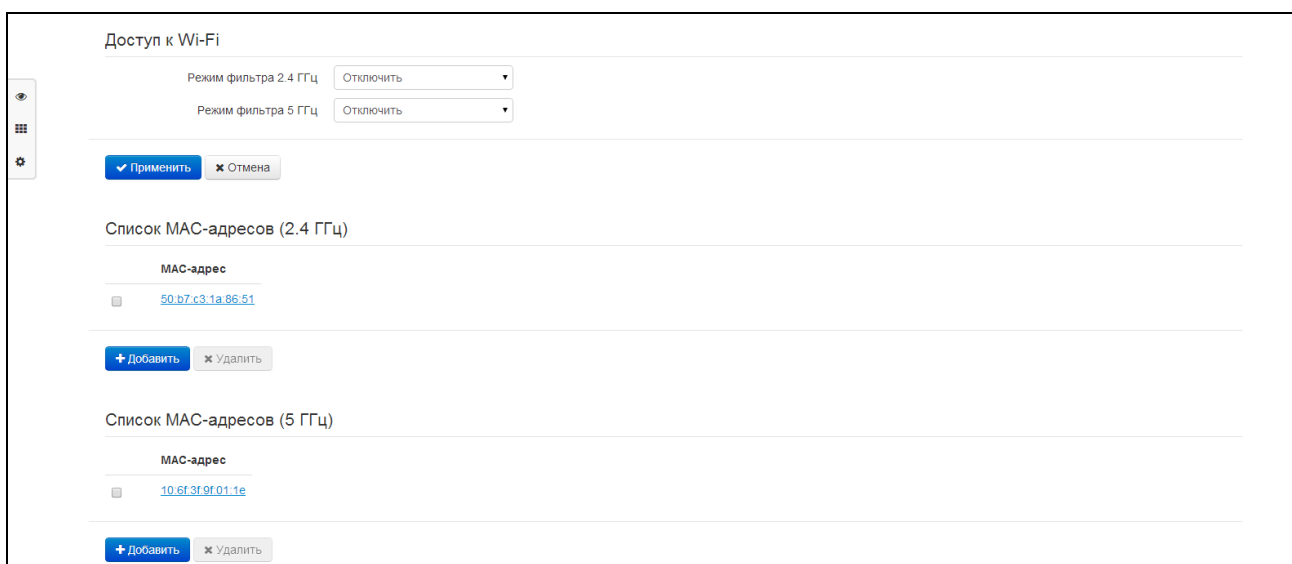 Доступ к Wi-Fi
Режим фильтра 2.4 ГГц Отключить
Режим фильтра 5 ГГц Отключить
Применить Отмена
Список MAC-адресов (2.4 ГГц)
MAC-адрес
50:b7:c3:1a:86:51
Добавить Удалить
Список MAC-адресов (5 ГГц)
MAC-адрес
10:6f:3f:9f:01:1e
Добавить Удалить